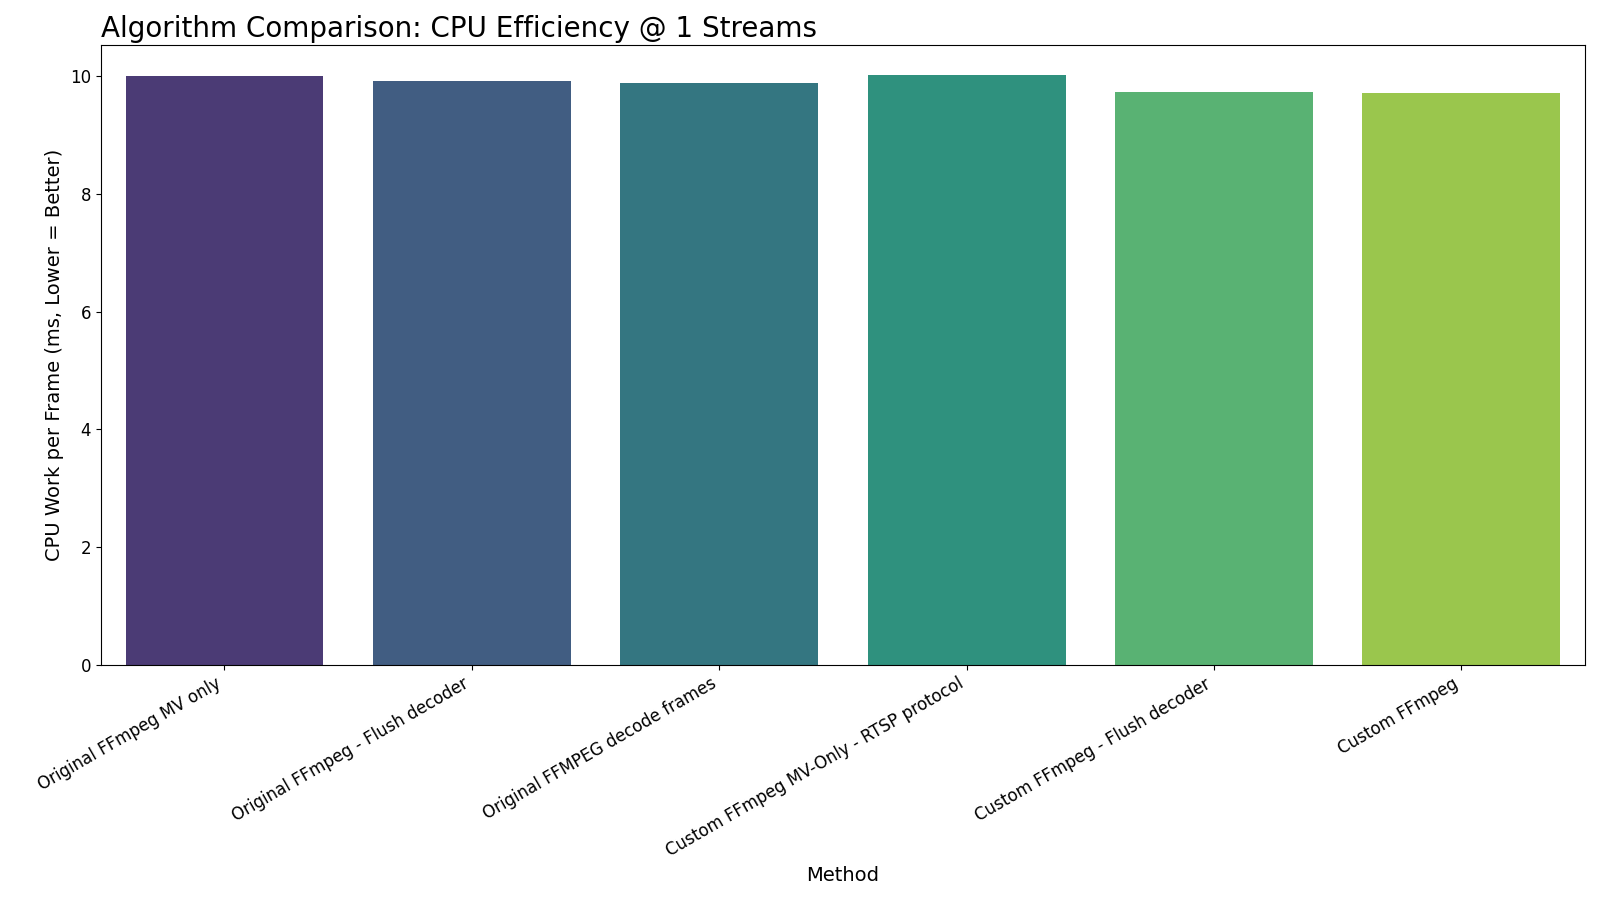 Algorithm Comparison: CPU Efficiency @ 1 Streams
CPU Work per Frame (ms, Lower = Better)
10
8
6
4
2
0
Original FFmpeg MV only
Original FFmpeg - Flush decoder
Original FFMPEG decode frames
Custom FFmpeg MV-Only - RTSP protocol
Custom FFmpeg - Flush decoder
Custom FFmpeg
Method